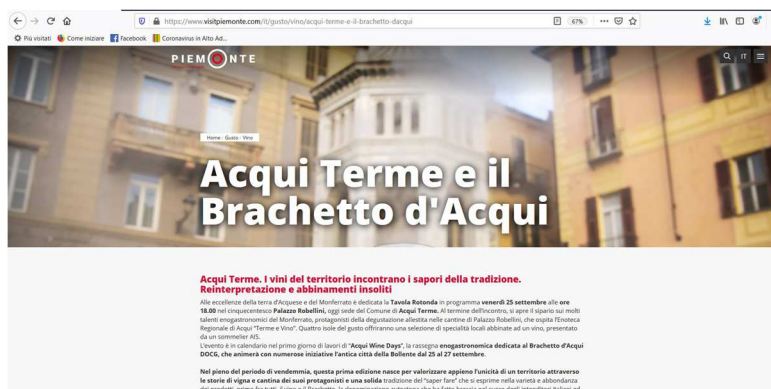 https://www.visitpiemonte.com/it/gusto/vino/acqui-terme-e-il-brachetto-dacqui
67%
Più visitati Come iniziare Facebook Coronavirus in Alto Ad...
PIEMONTE
IT
Home · Gusto · Vino
Acqui Terme e il
Brachetto d'Acqui
Acqui Terme. I vini del territorio incontrano i sapori della tradizione.
Reinterpretazione e abbinamenti insoliti
Alle eccellenze della terra d'Acquese e del Monferrato è dedicata la Tavola Rotonda in programma venerdì 25 settembre alle ore
18.00 nel cinquecentesco Palazzo Robellini, oggi sede del Comune di Acqui Terme. Al termine dell'incontro, si apre il sipario sui molti
talenti enogastronomici del Monferrato, protagonisti della degustazione allestita nelle cantine di Palazzo Robellini, che ospita l'Enoteca
Regionale di Acqui "Terme e Vino". Quattro isole del gusto offriranno una selezione di specialità locali abbinate ad un vino, presentato
da un sommelier AIS.
L'evento è in calendario nel primo giorno di lavori di "Acqui Wine Days", la rassegna enogastronomica dedicata al Brachetto d'Acqui
DOCG, che animerà con numerose iniziative l'antica città della Bollente dal 25 al 27 settembre.
Nel pieno del periodo di vendemmia, questa prima edizione nasce per valorizzare appieno l'unicità di un territorio attraverso
le storie di vigna e cantina dei suoi protagonisti e una solida tradizione del "saper fare" che si esprime nella varietà e abbondanza